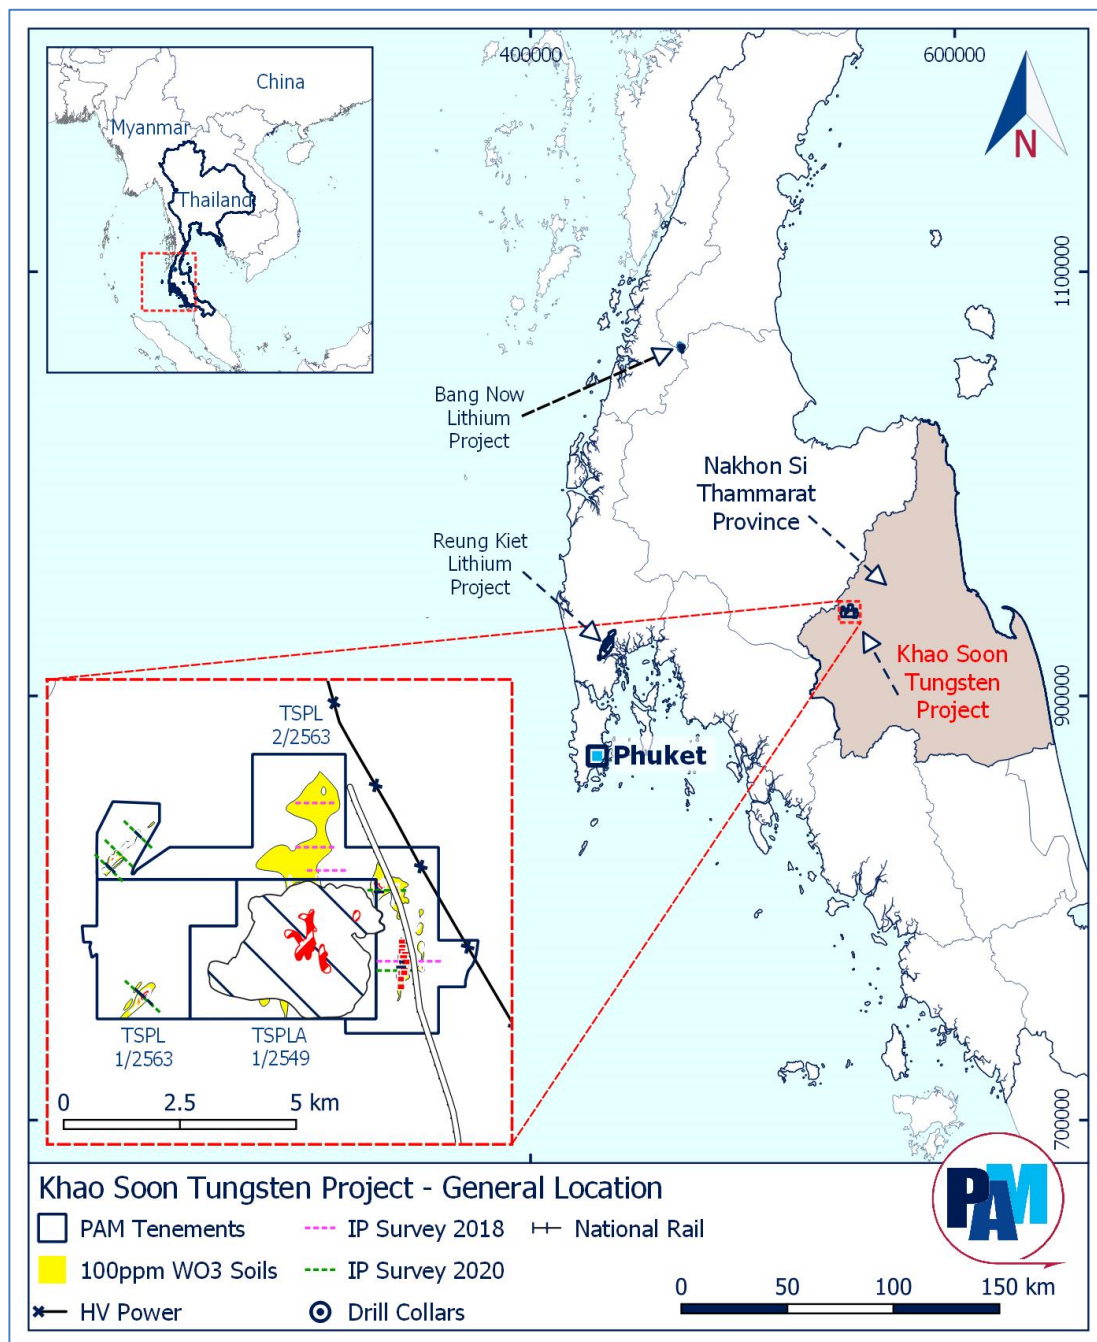 400000
600000
China
Myanmar
Thailand
N
1100000
Bang Now
Lithium
Project
Nakhon Si
Thammarat
Province
Reung Kiet
Lithium
Project
Khao Soon
Tungsten
Project
900000
Phuket
TSPL
2/2563
TSPL
1/2563
TSPLA
1/2549
0 2.5 5 km
700000
Khao Soon Tungsten Project - General Location
PAM Tenements
IP Survey 2018
National Rail
100ppm WO3 Soils
IP Survey 2020
HV Power
Drill Collars
PAM
0 50 100 150 km